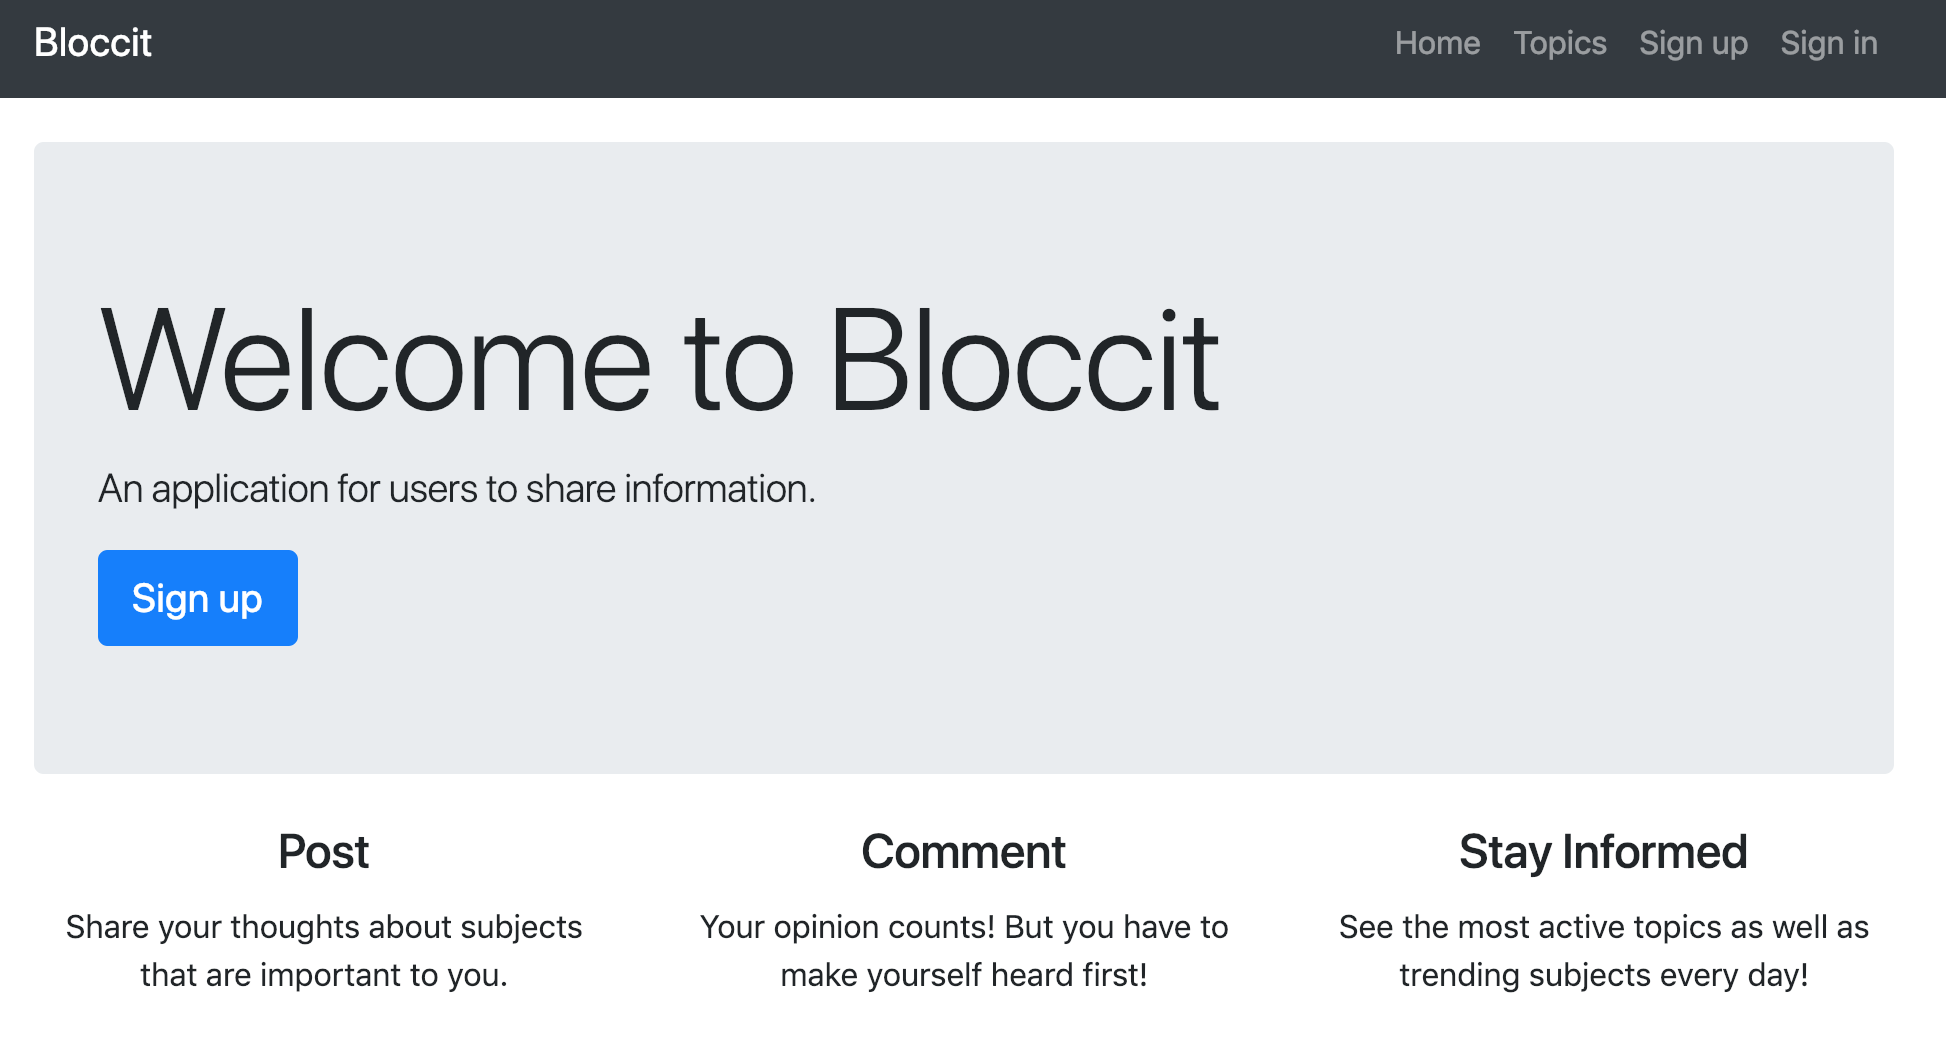 Bloccit
Home Topics Sign up Sign in
Welcome to Bloccit
An application for users to share information.
Sign up
Post
Share your thoughts about subjects
that are important to you.
Comment
Your opinion counts! But you have to
make yourself heard first!
Stay Informed
See the most active topics as well as
trending subjects every day!